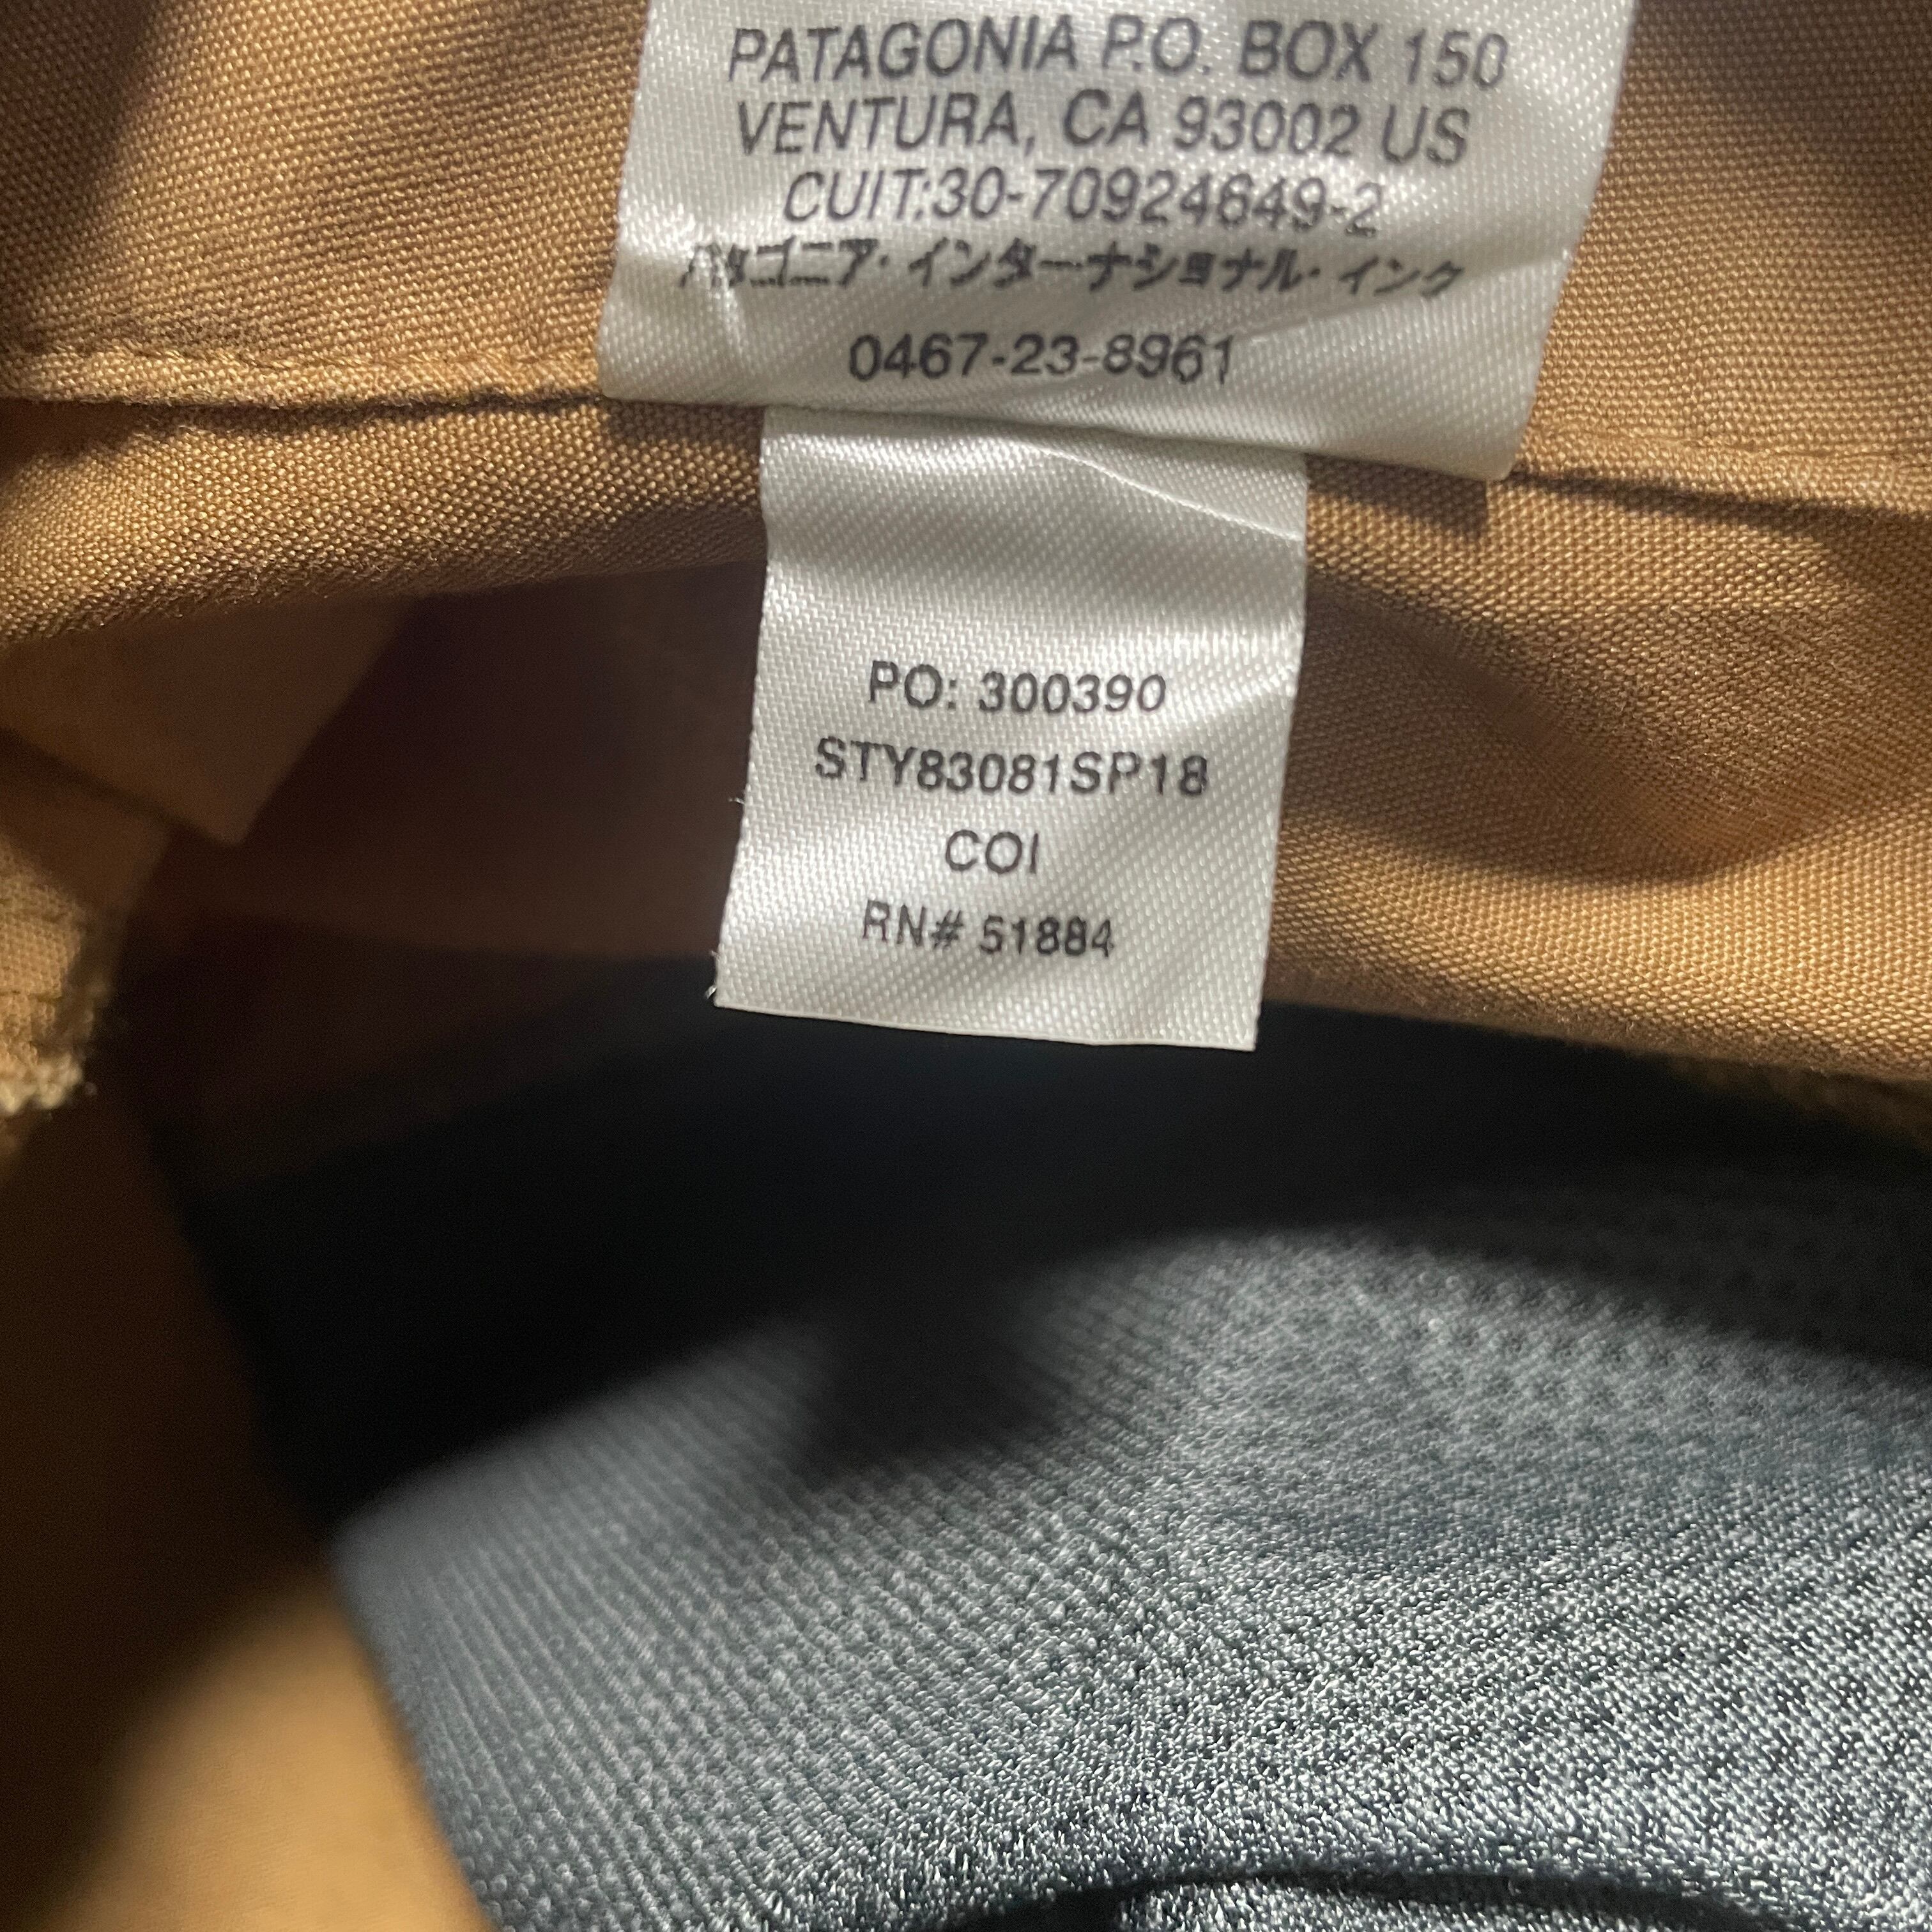 PATAGONIA P.O. BOX 150
VENTURA, CA 93002 US
CUIT:30-70924649-2
パタゴニア・インターナショナル・インク
0467-23-8961
PO: 300390
STY83081SP18
COI
RN# 51884